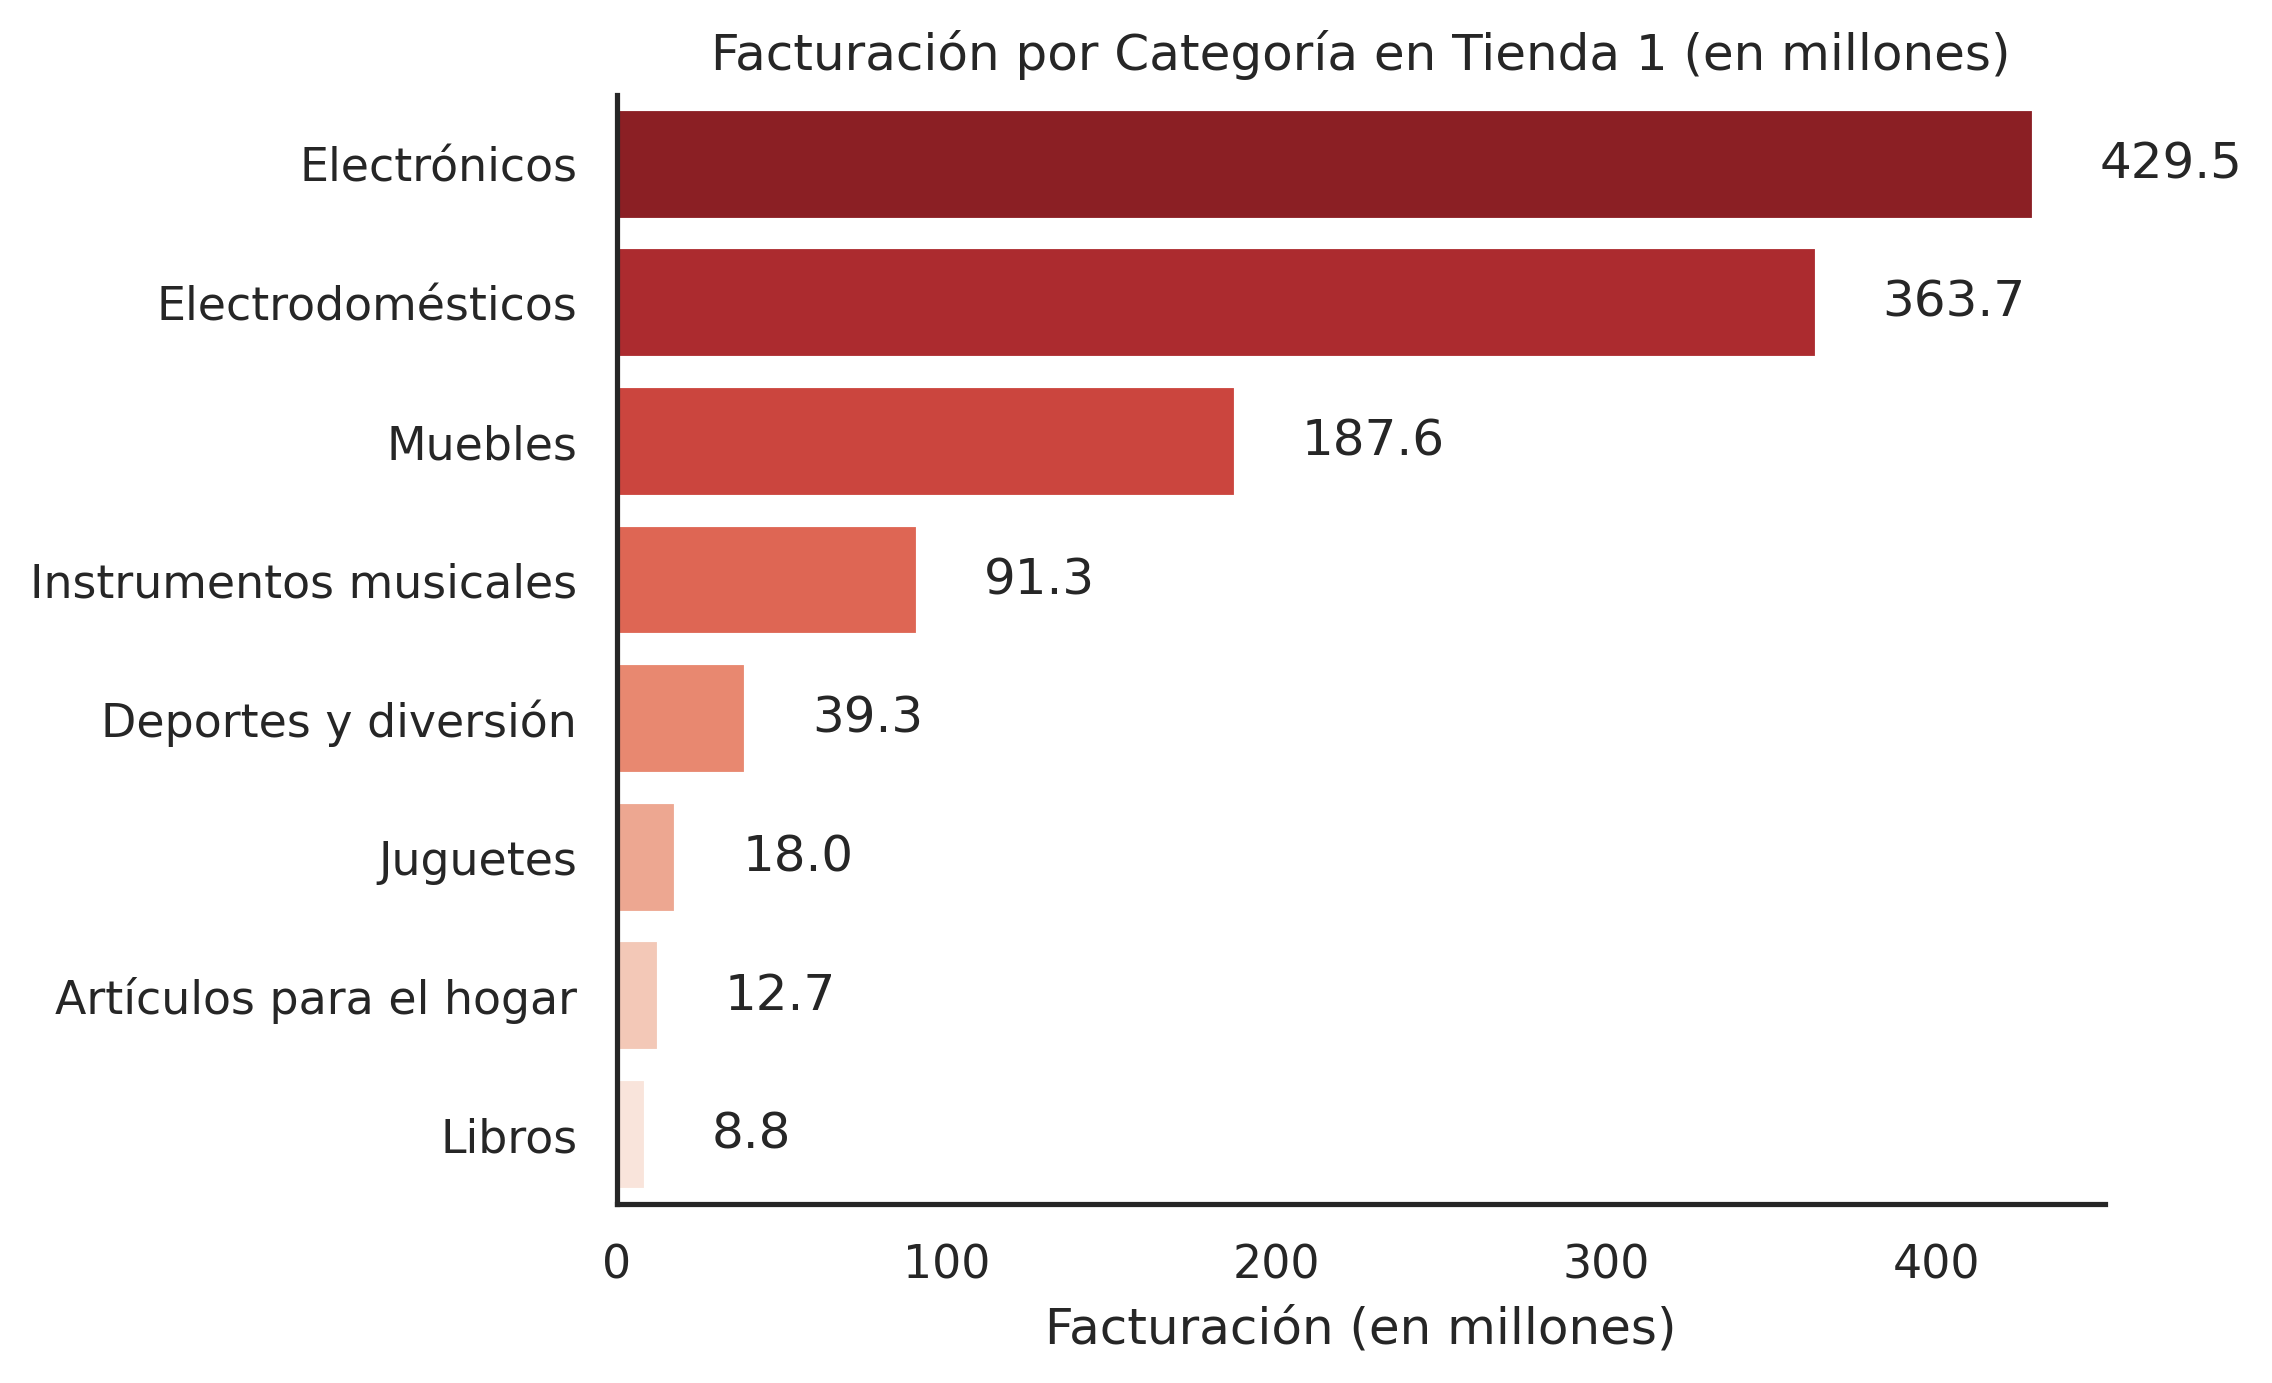 Facturación por Categoría en Tienda 1 (en millones)
Electrónicos 429.5
Electrodomésticos 363.7
Muebles 187.6
Instrumentos musicales 91.3
Deportes y diversión 39.3
Juguetes 18.0
Artículos para el hogar 12.7
Libros 8.8
0 100 200 300 400
Facturación (en millones)